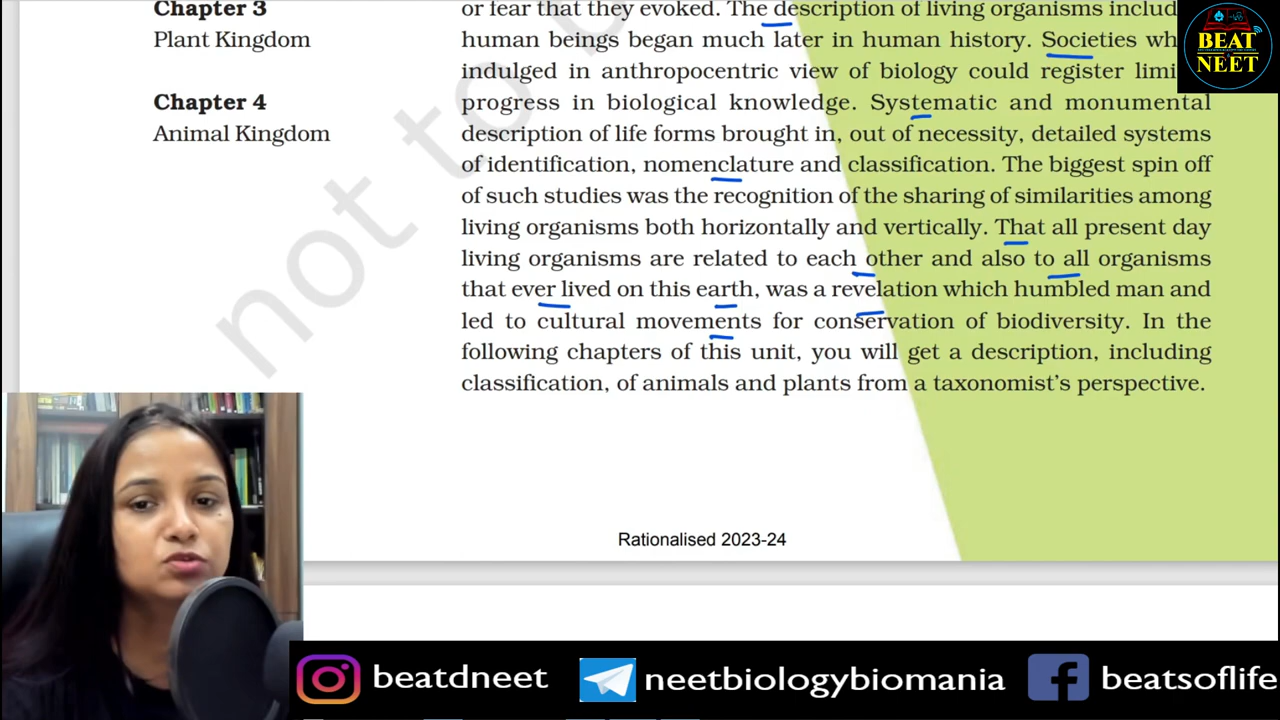 Chapter 3
Plant Kingdom
Chapter 4
Animal Kingdom
or fear that they evoked. The description of living organisms includ
human beings began much later in human history. Societies wh
indulged in anthropocentric view of biology could register limi
progress in biological knowledge. Systematic and monumental
description of life forms brought in, out of necessity, detailed systems
of identification, nomenclature and classification. The biggest spin off
of such studies was the recognition of the sharing of similarities among
living organisms both horizontally and vertically. That all present day
living organisms are related to each other and also to all organisms
that ever lived on this earth, was a revelation which humbled man and
led to cultural movements for conservation of biodiversity. In the
following chapters of this unit, you will get a description, including
classification, of animals and plants from a taxonomist’s perspective.
not to
Rationalised 2023-24
BEAT
NEET
beatdneet
neetbiologybiomania
beatsoflife